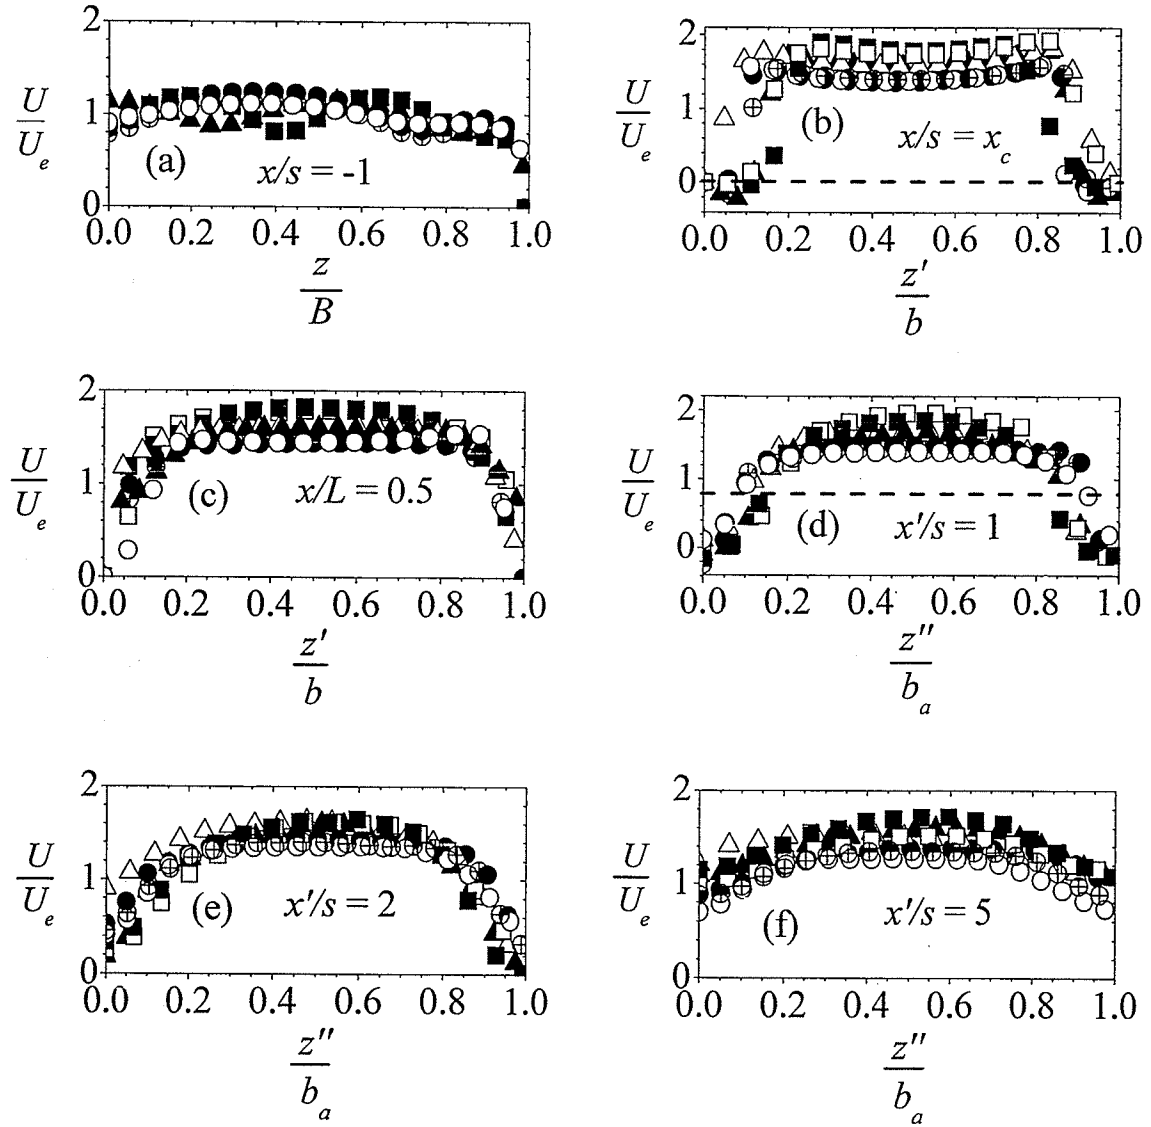 2
1
0
U
U_e
(a)
x/s = -1
0.0 0.2 0.4 0.6 0.8 1.0
z
B
2
1
0
U
U_e
(b)
x/s = x_c
0.0 0.2 0.4 0.6 0.8 1.0
z'
b
2
1
0
U
U_e
(c)
x/L = 0.5
0.0 0.2 0.4 0.6 0.8 1.0
z'
b
2
1
0
U
U_e
(d)
x'/s = 1
0.0 0.2 0.4 0.6 0.8 1.0
z"
b_a
2
1
0
U
U_e
(e)
x'/s = 2
0.0 0.2 0.4 0.6 0.8 1.0
z"
b_a
2
1
0
U
U_e
(f)
x'/s = 5
0.0 0.2 0.4 0.6 0.8 1.0
z"
b_a